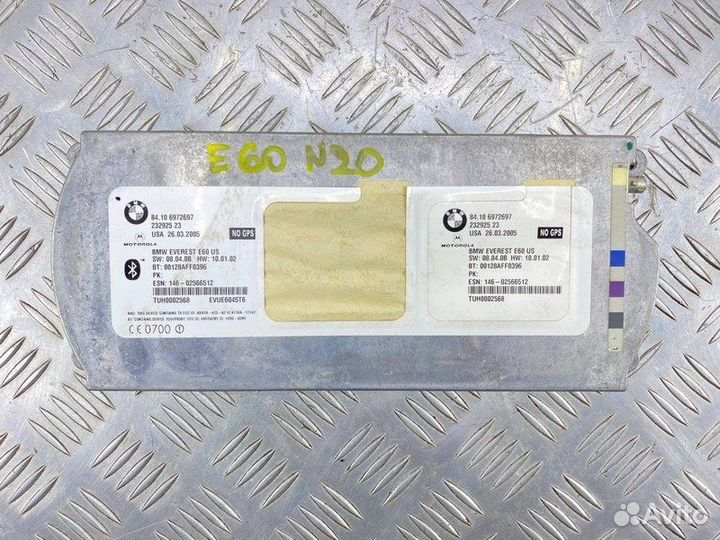 E60 N20
84.10 6972697
232925 23
USA 26.03.2005
NO GPS
MOTOROLA
BMW EVEREST E60 US
SW: 08.04.0B HW: 10.01.02
BT: 00128AFF0396
PK:
ESN: 146-02566512
TUH0002568 EVUE6045T6
CE 0700
84.10 6972697
232925 23
USA 26.03.2005
NO GPS
MOTOROLA
BMW EVEREST E60 US
SW: 08.04.0B HW: 10.01.02
BT: 00128AFF0396
PK:
ESN: 146-02566512
TUH0002568
Avito